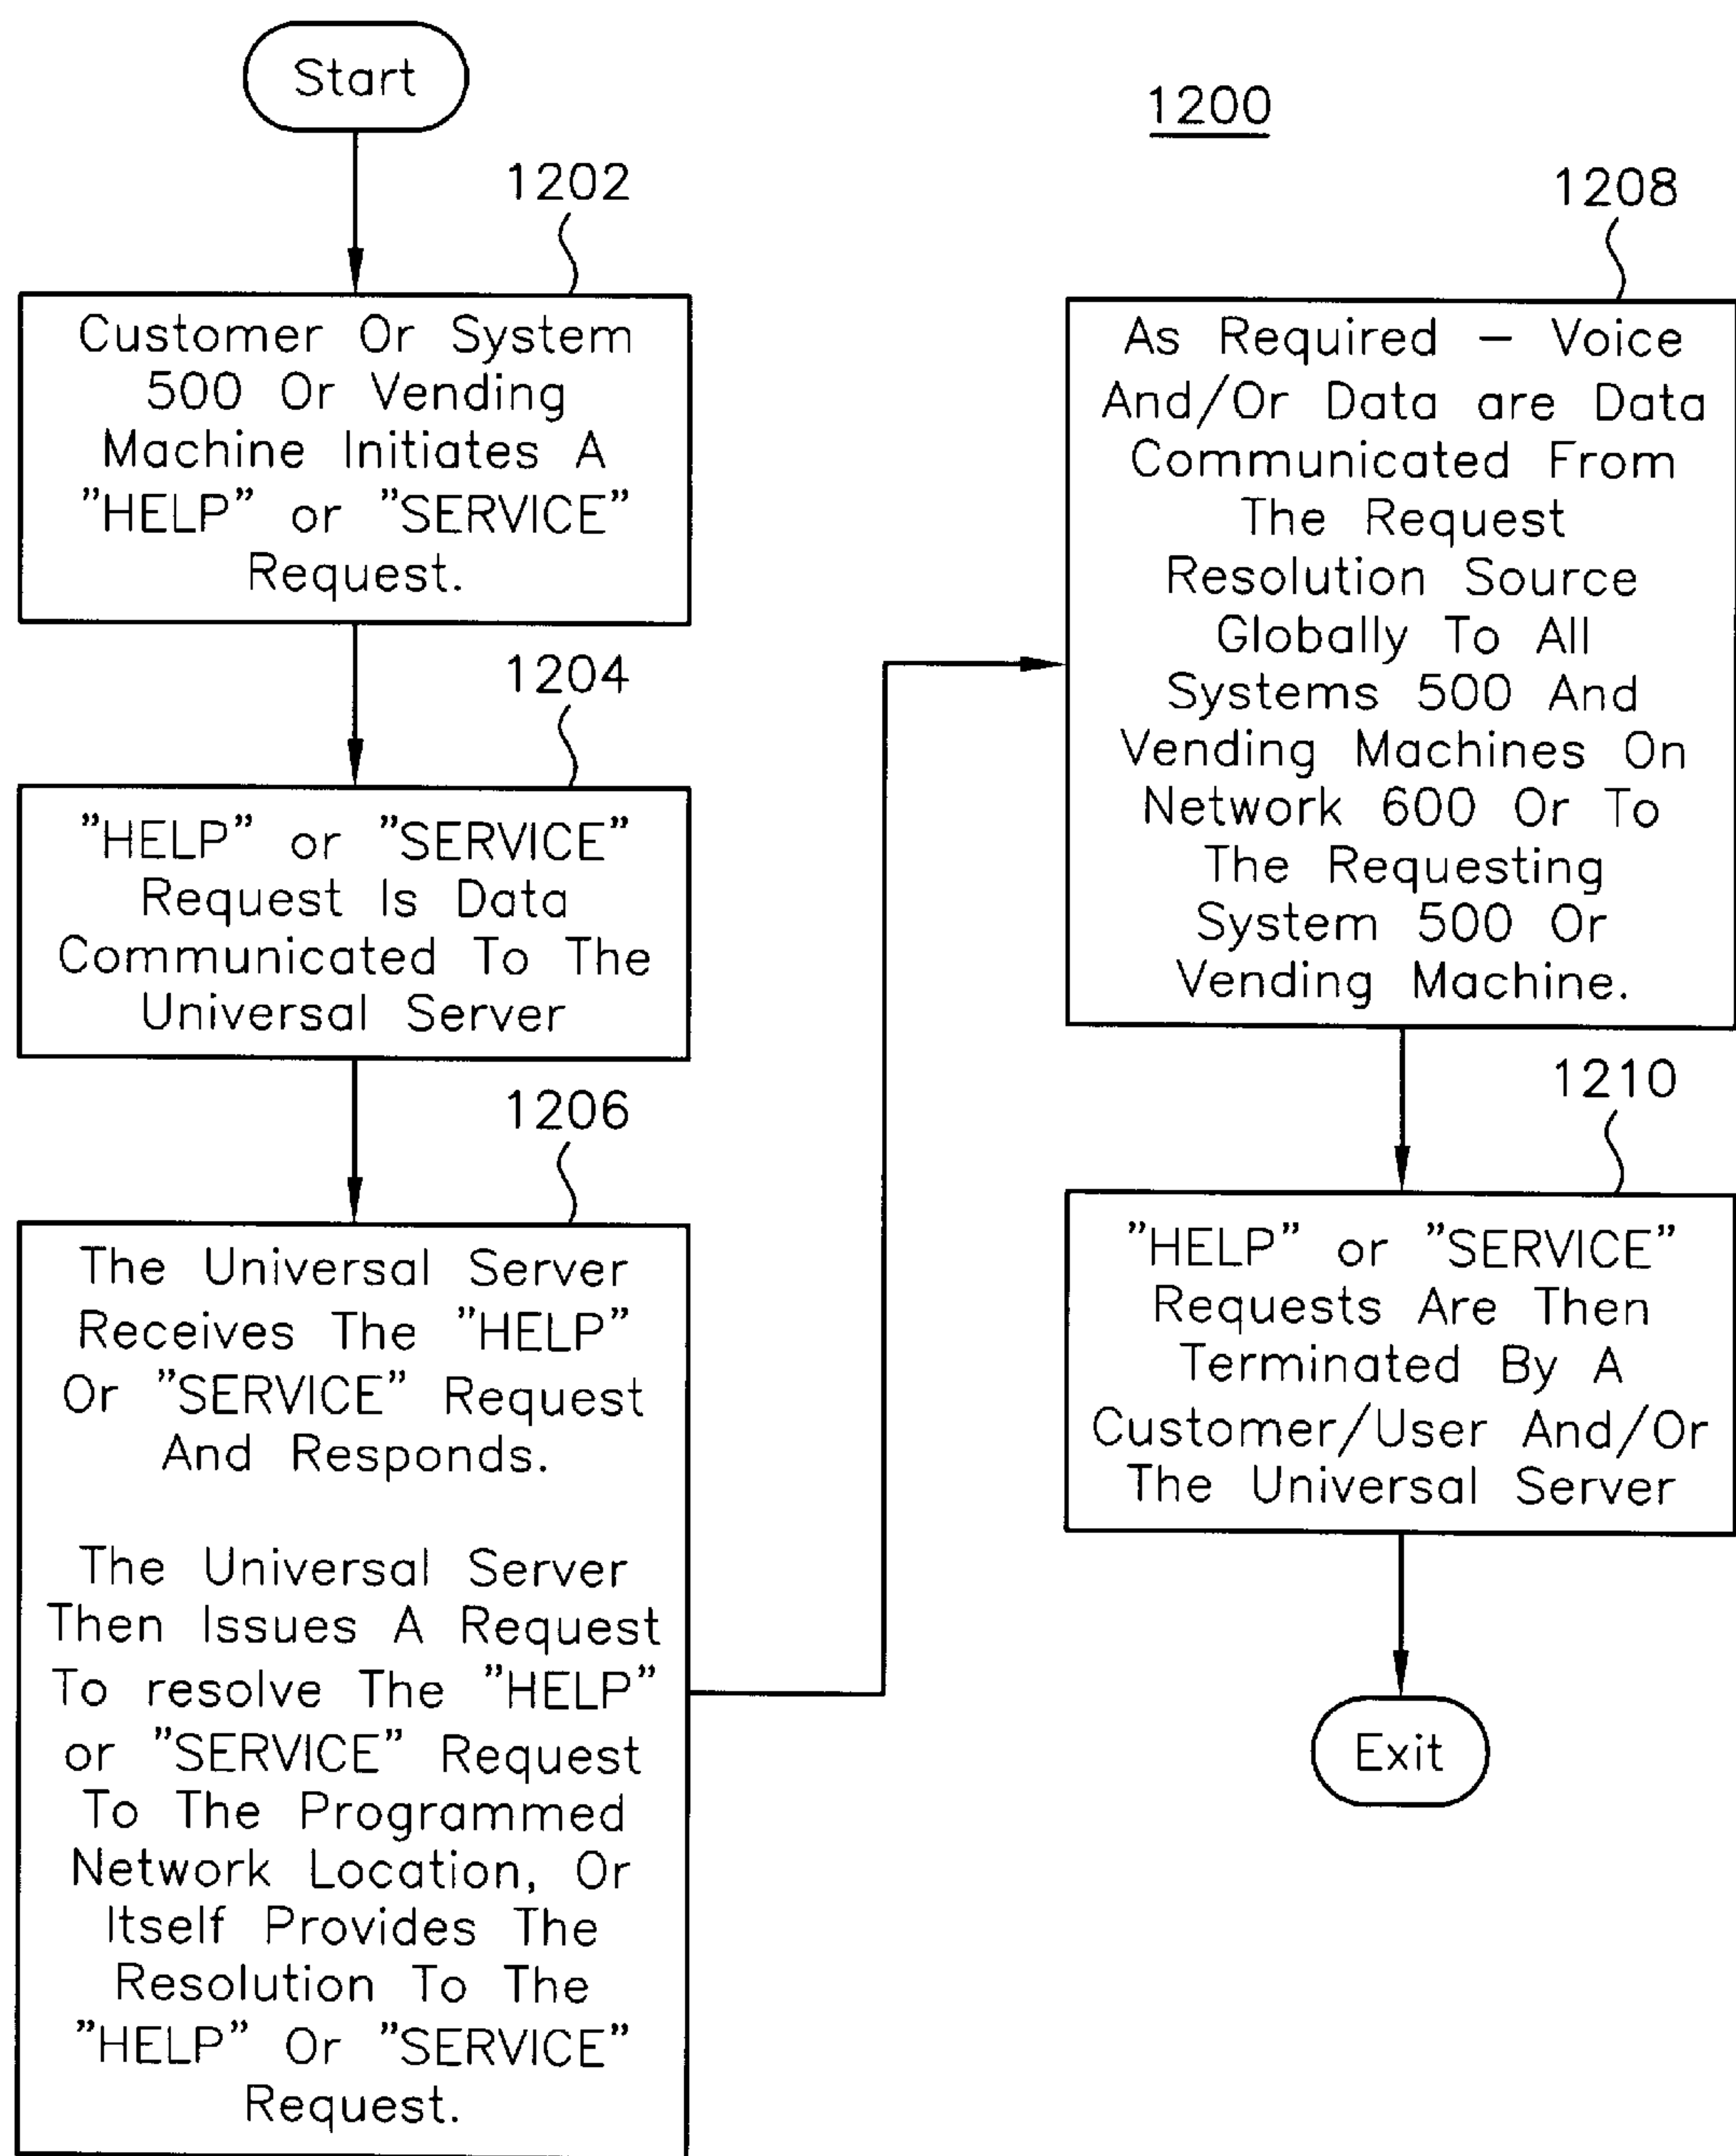 Start
1200
1202
Customer Or System
500 Or Vending
Machine Initiates A
"HELP" or "SERVICE"
Request.
1204
"HELP" or "SERVICE"
Request Is Data
Communicated To The
Universal Server
1206
The Universal Server
Receives The "HELP"
Or "SERVICE" Request
And Responds.
The Universal Server
Then Issues A Request
To resolve The "HELP"
or "SERVICE" Request
To The Programmed
Network Location, Or
Itself Provides The
Resolution To The
"HELP" Or "SERVICE"
Request.
1208
As Required – Voice
And/Or Data are Data
Communicated From
The Request
Resolution Source
Globally To All
Systems 500 And
Vending Machines On
Network 600 Or To
The Requesting
System 500 Or
Vending Machine.
1210
"HELP" or "SERVICE"
Requests Are Then
Terminated By A
Customer/User And/Or
The Universal Server
Exit